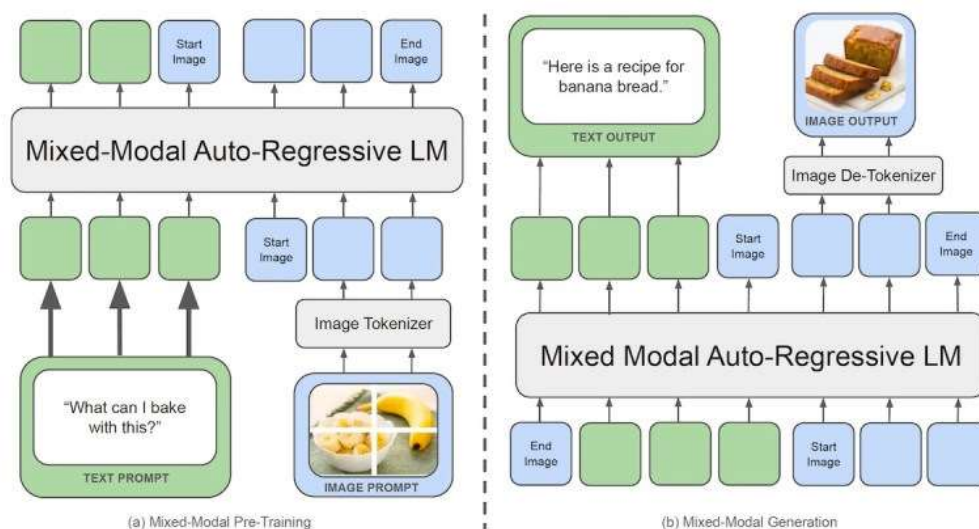 Start
Image
End
Image
Mixed-Modal Auto-Regressive LM
Start
Image
Image Tokenizer
“What can I bake
with this?”
TEXT PROMPT
IMAGE PROMPT
(a) Mixed-Modal Pre-Training
“Here is a recipe for
banana bread.”
TEXT OUTPUT
IMAGE OUTPUT
Image De-Tokenizer
Start
Image
End
Image
Mixed Modal Auto-Regressive LM
End
Image
Start
Image
(b) Mixed-Modal Generation